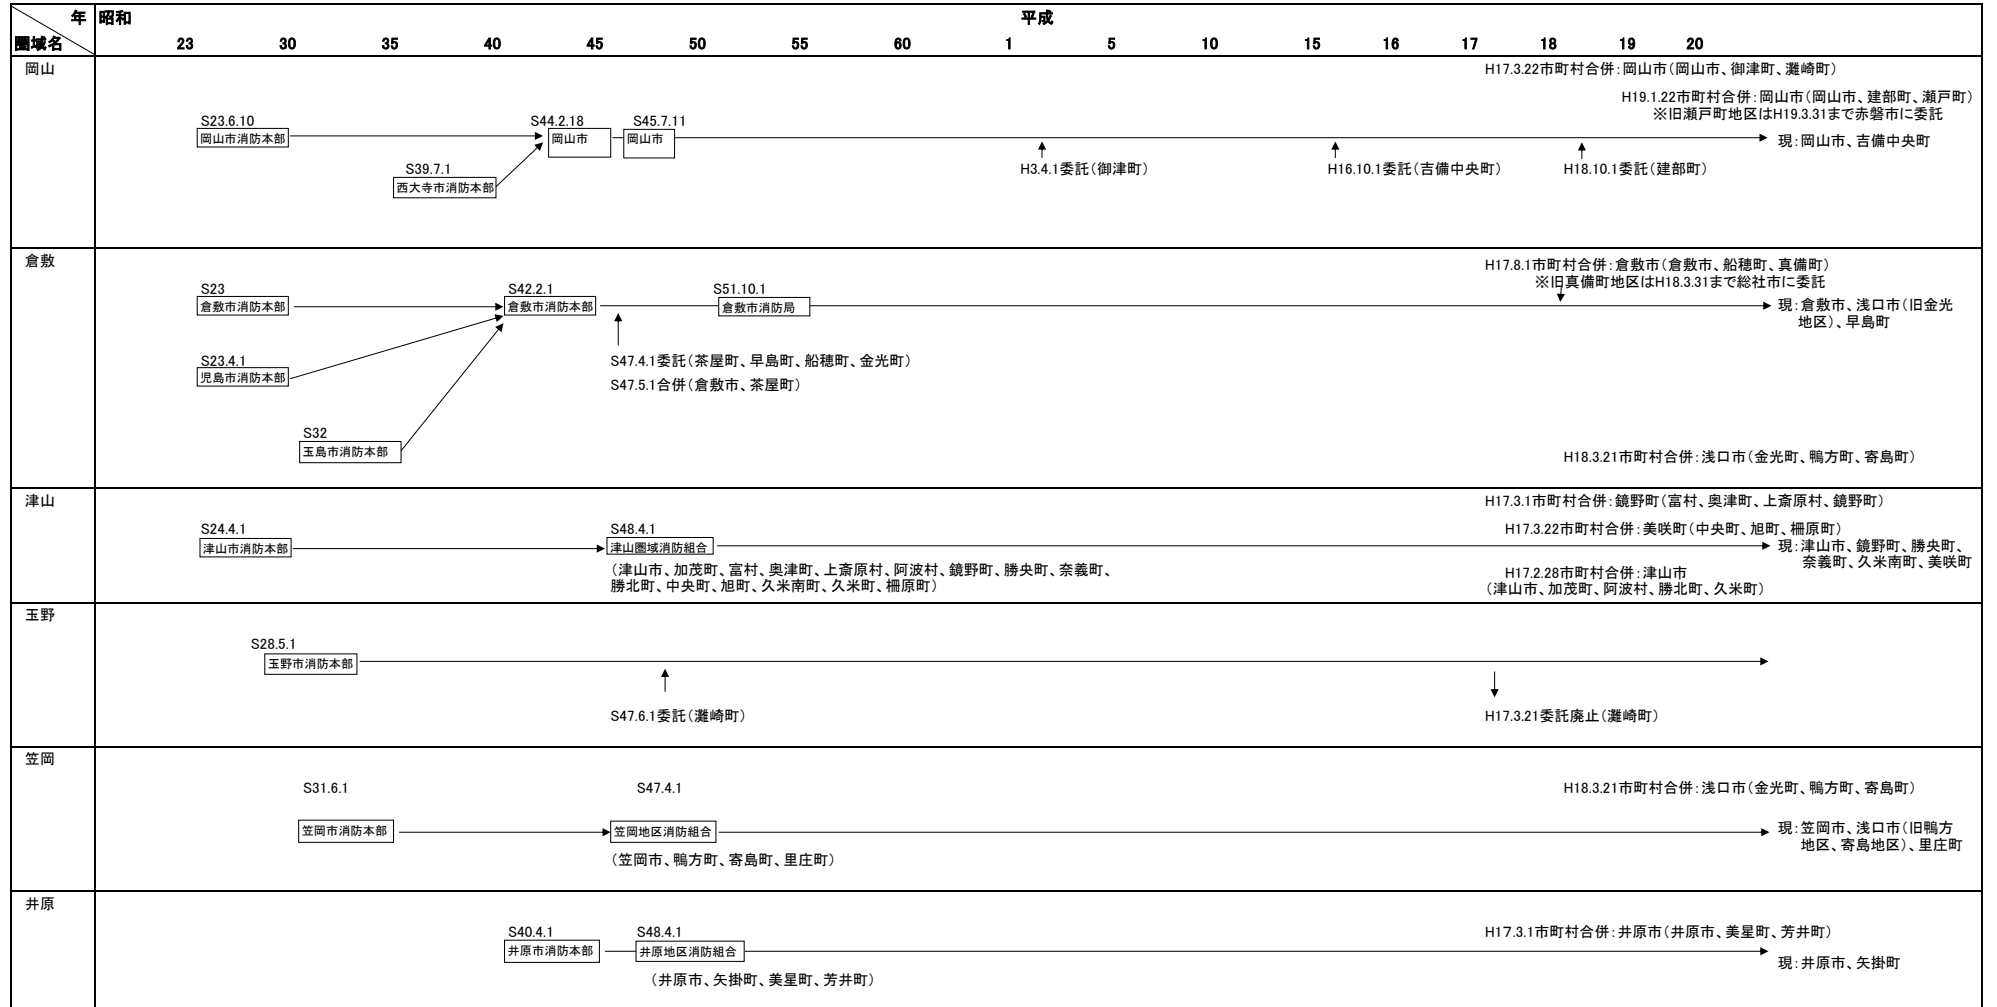 年 昭和 平成
圏域名 23 30 35 40 45 50 55 60 1 5 10 15 16 17 18 19 20
岡山
H17.3.22市町村合併:岡山市(岡山市、御津町、灘崎町)
H19.1.22市町村合併:岡山市(岡山市、建部町、瀬戸町)
※旧瀬戸町地区はH19.3.31まで赤磐市に委託
S23.6.10 S44.2.18 S45.7.11
岡山市消防本部 岡山市 岡山市
現:岡山市、吉備中央町
S39.7.1 H3.4.1委託(御津町) H16.10.1委託(吉備中央町) H18.10.1委託(建部町)
西大寺市消防本部
倉敷
H17.8.1市町村合併:倉敷市(倉敷市、船穂町、真備町)
※旧真備町地区はH18.3.31まで総社市に委託
S23 S42.2.1 S51.10.1
倉敷市消防本部 倉敷市消防本部 倉敷市消防局
現:倉敷市、浅口市(旧金光
地区)、早島町
S23.4.1 S47.4.1委託(茶屋町、早島町、船穂町、金光町)
児島市消防本部
S47.5.1合併(倉敷市、茶屋町)
S32
玉島市消防本部
H18.3.21市町村合併:浅口市(金光町、鴨方町、寄島町)
津山
H17.3.1市町村合併:鏡野町(富村、奥津町、上斎原村、鏡野町)
S24.4.1 S48.4.1 H17.3.22市町村合併:美咲町(中央町、旭町、柵原町)
津山市消防本部 津山圏域消防組合
現:津山市、鏡野町、勝央町、
奈義町、久米南町、美咲町
(津山市、加茂町、富村、奥津町、上斎原村、阿波村、鏡野町、勝央町、奈義町、
勝北町、中央町、旭町、久米南町、久米町、柵原町)
H17.2.28市町村合併:津山市
(津山市、加茂町、阿波村、勝北町、久米町)
玉野
S28.5.1
玉野市消防本部
S47.6.1委託(灘崎町) H17.3.21委託廃止(灘崎町)
笠岡
S31.6.1 S47.4.1 H18.3.21市町村合併:浅口市(金光町、鴨方町、寄島町)
笠岡市消防本部 笠岡地区消防組合
現:笠岡市、浅口市(旧鴨方
地区、寄島地区)、里庄町
(笠岡市、鴨方町、寄島町、里庄町)
井原
S40.4.1 S48.4.1 H17.3.1市町村合併:井原市(井原市、美星町、芳井町)
井原市消防本部 井原地区消防組合
現:井原市、矢掛町
(井原市、矢掛町、美星町、芳井町)